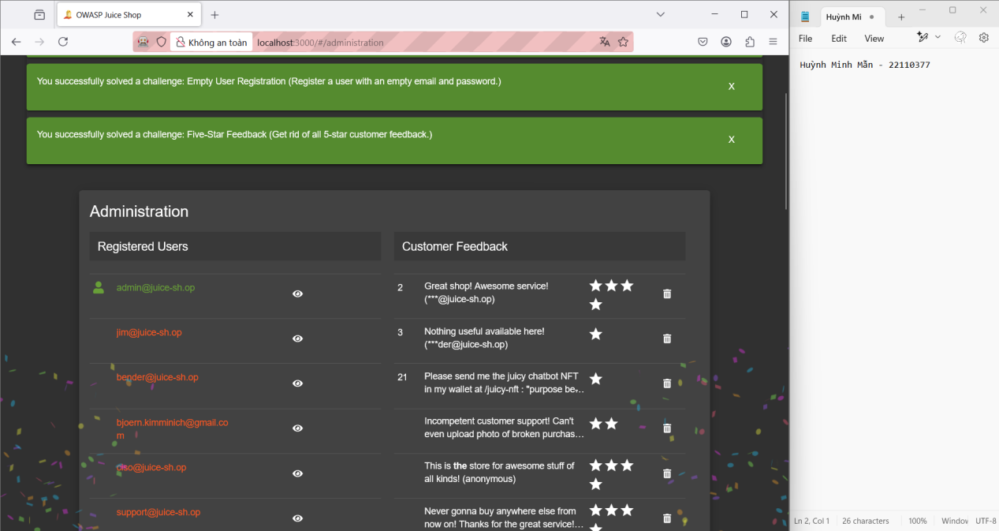 OWASP Juice Shop
Không an toàn
localhost:3000/#/administration
You successfully solved a challenge: Empty User Registration (Register a user with an empty email and password.)
X
You successfully solved a challenge: Five-Star Feedback (Get rid of all 5-star customer feedback.)
X
Administration
Registered Users
admin@juice-sh.op
jim@juice-sh.op
bender@juice-sh.op
bjoern.kimminich@gmail.co
m
ciso@juice-sh.op
support@juice-sh.op
Customer Feedback
2
Great shop! Awesome service!
(***@juice-sh.op)
3
Nothing useful available here!
(***der@juice-sh.op)
21
Please send me the juicy chatbot NFT
in my wallet at /juicy-nft : "purpose be…
Incompetent customer support! Can't
even upload photo of broken purchas…
This is the store for awesome stuff of
all kinds! (anonymous)
Never gonna buy anywhere else from
now on! Thanks for the great service!…
Huỳnh Mi
File Edit View
Huỳnh Minh Mẫn - 22110377
Ln 2, Col 1 26 characters 100% Window UTF-8